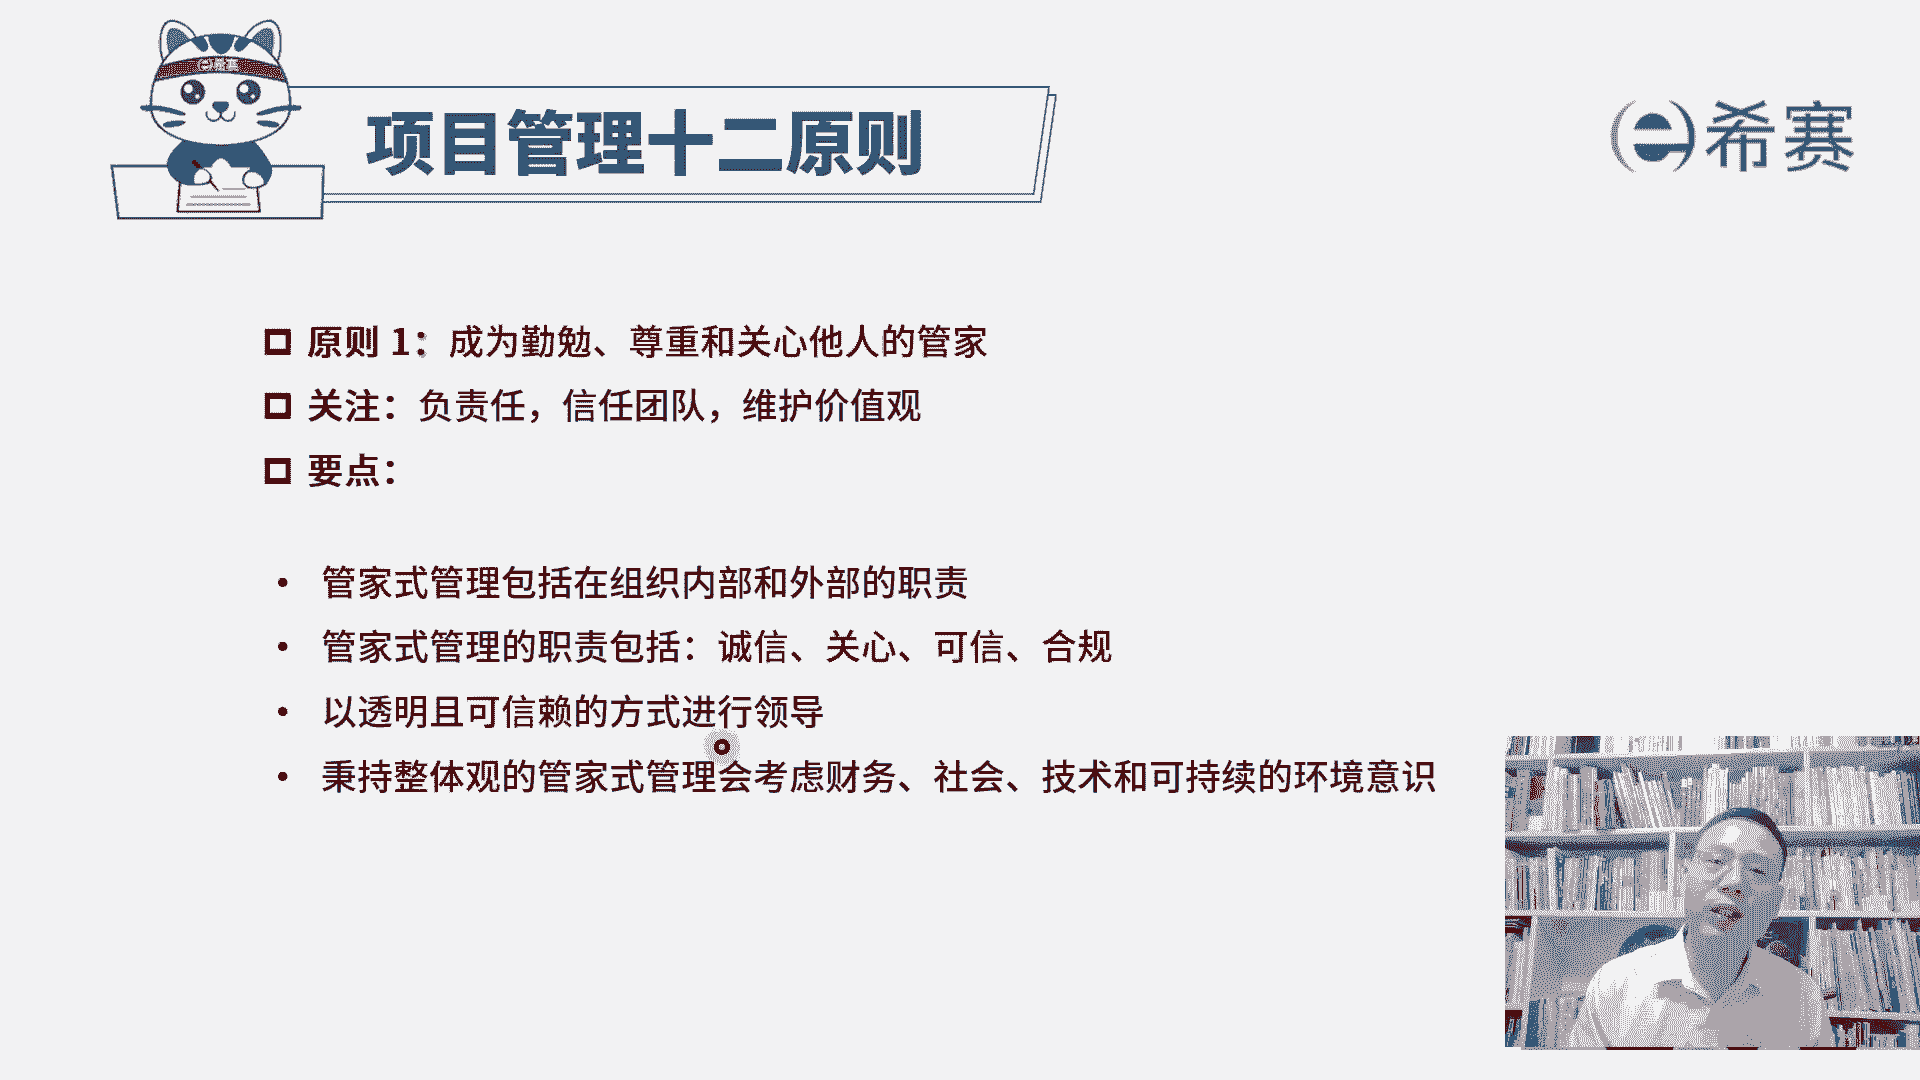 希赛
项目管理十二原则
希赛
原则 1：成为勤勉、尊重和关心他人的管家
关注：负责任，信任团队，维护价值观
要点：
• 管家式管理包括在组织内部和外部的职责
• 管家式管理的职责包括：诚信、关心、可信、合规
• 以透明且可信赖的方式进行领导
• 秉持整体观的管家式管理会考虑财务、社会、技术和可持续的环境意识